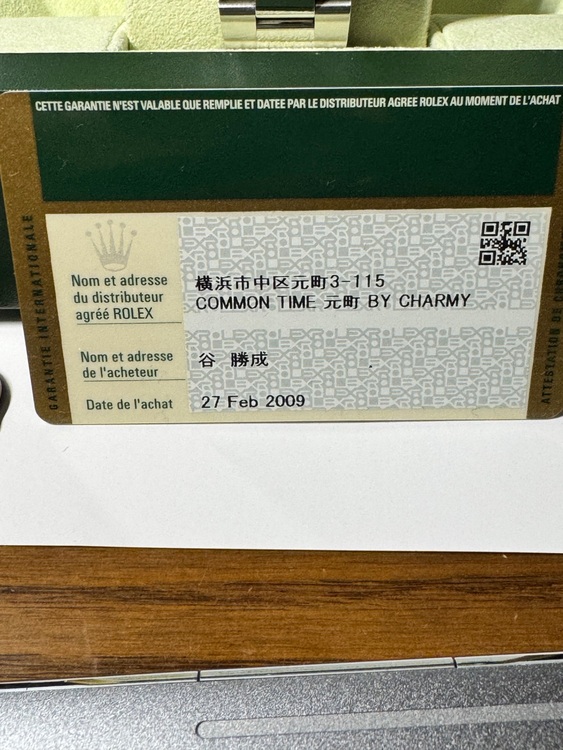 CETTE GARANTIE N'EST VALABLE QUE REMPLIE ET DATEE PAR LE DISTRIBUTEUR AGREE ROLEX AU MOMENT DE L'ACHAT
GARANTIE INTERNATIONALE
Nom et adresse
du distributeur
agréé ROLEX
横浜市中区元町3-115
COMMON TIME 元町 BY CHARMY
Nom et adresse
de l'acheteur
谷 勝成
Date de l'achat
27 Feb 2009
ATTESTATION DE